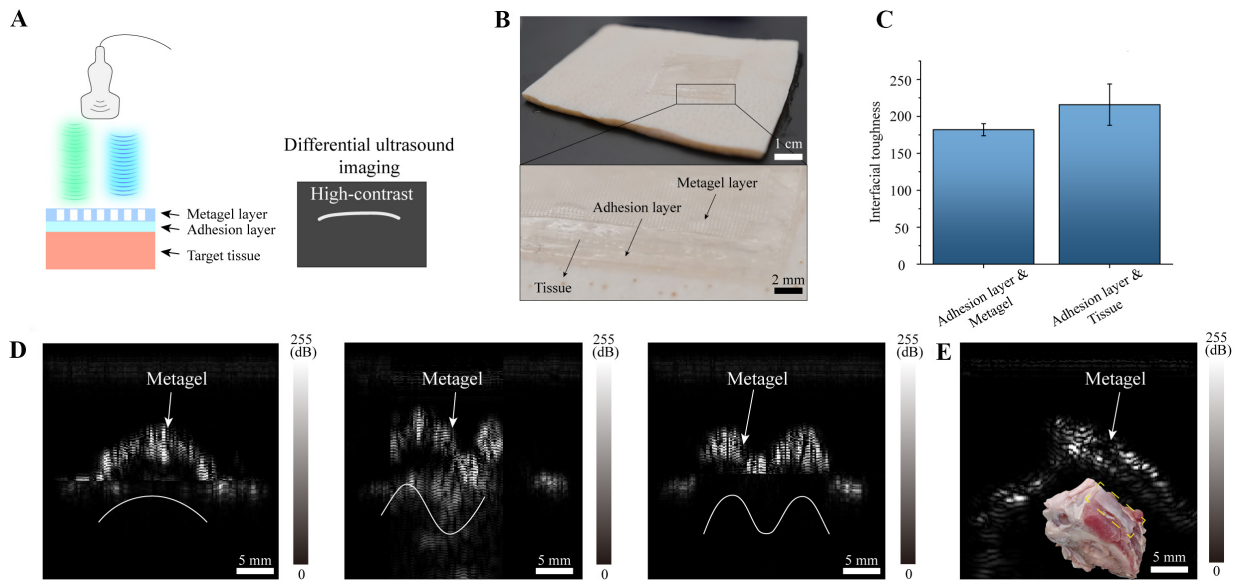 A
Metagel layer
Adhesion layer
Target tissue
Differential ultrasound
imaging
High-contrast
B
1 cm
Metagel layer
Adhesion layer
Tissue
2 mm
C
Interfacial toughness
250
200
150
100
50
0
Adhesion layer &
Metagel
Adhesion layer &
Tissue
D
Metagel
5 mm
255
(dB)
0
Metagel
5 mm
255
(dB)
0
Metagel
5 mm
255
(dB)
0
E
Metagel
5 mm
255
(dB)
0